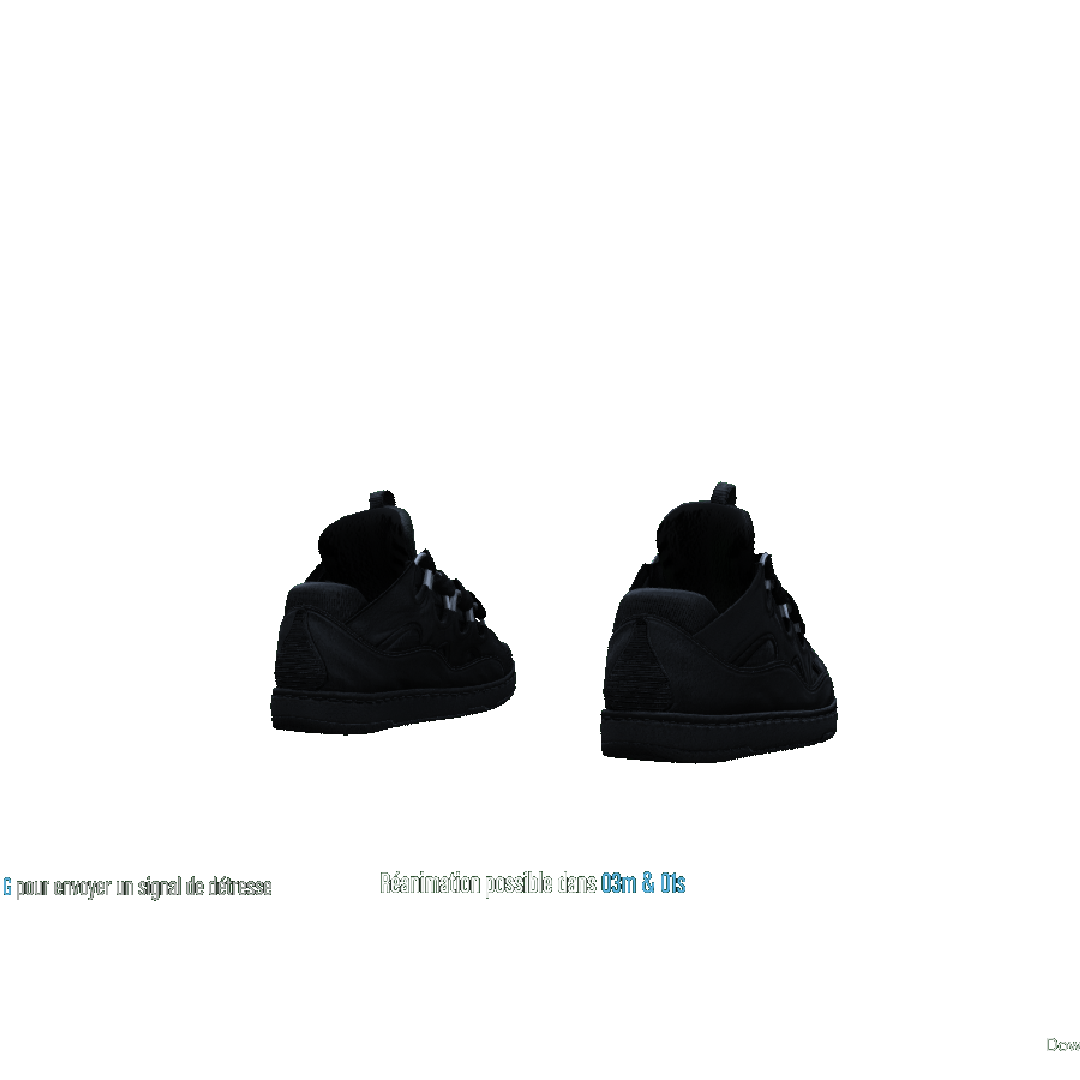 G pour envoyer un signal de détresse
Réanimation possible dans 03m & 01s